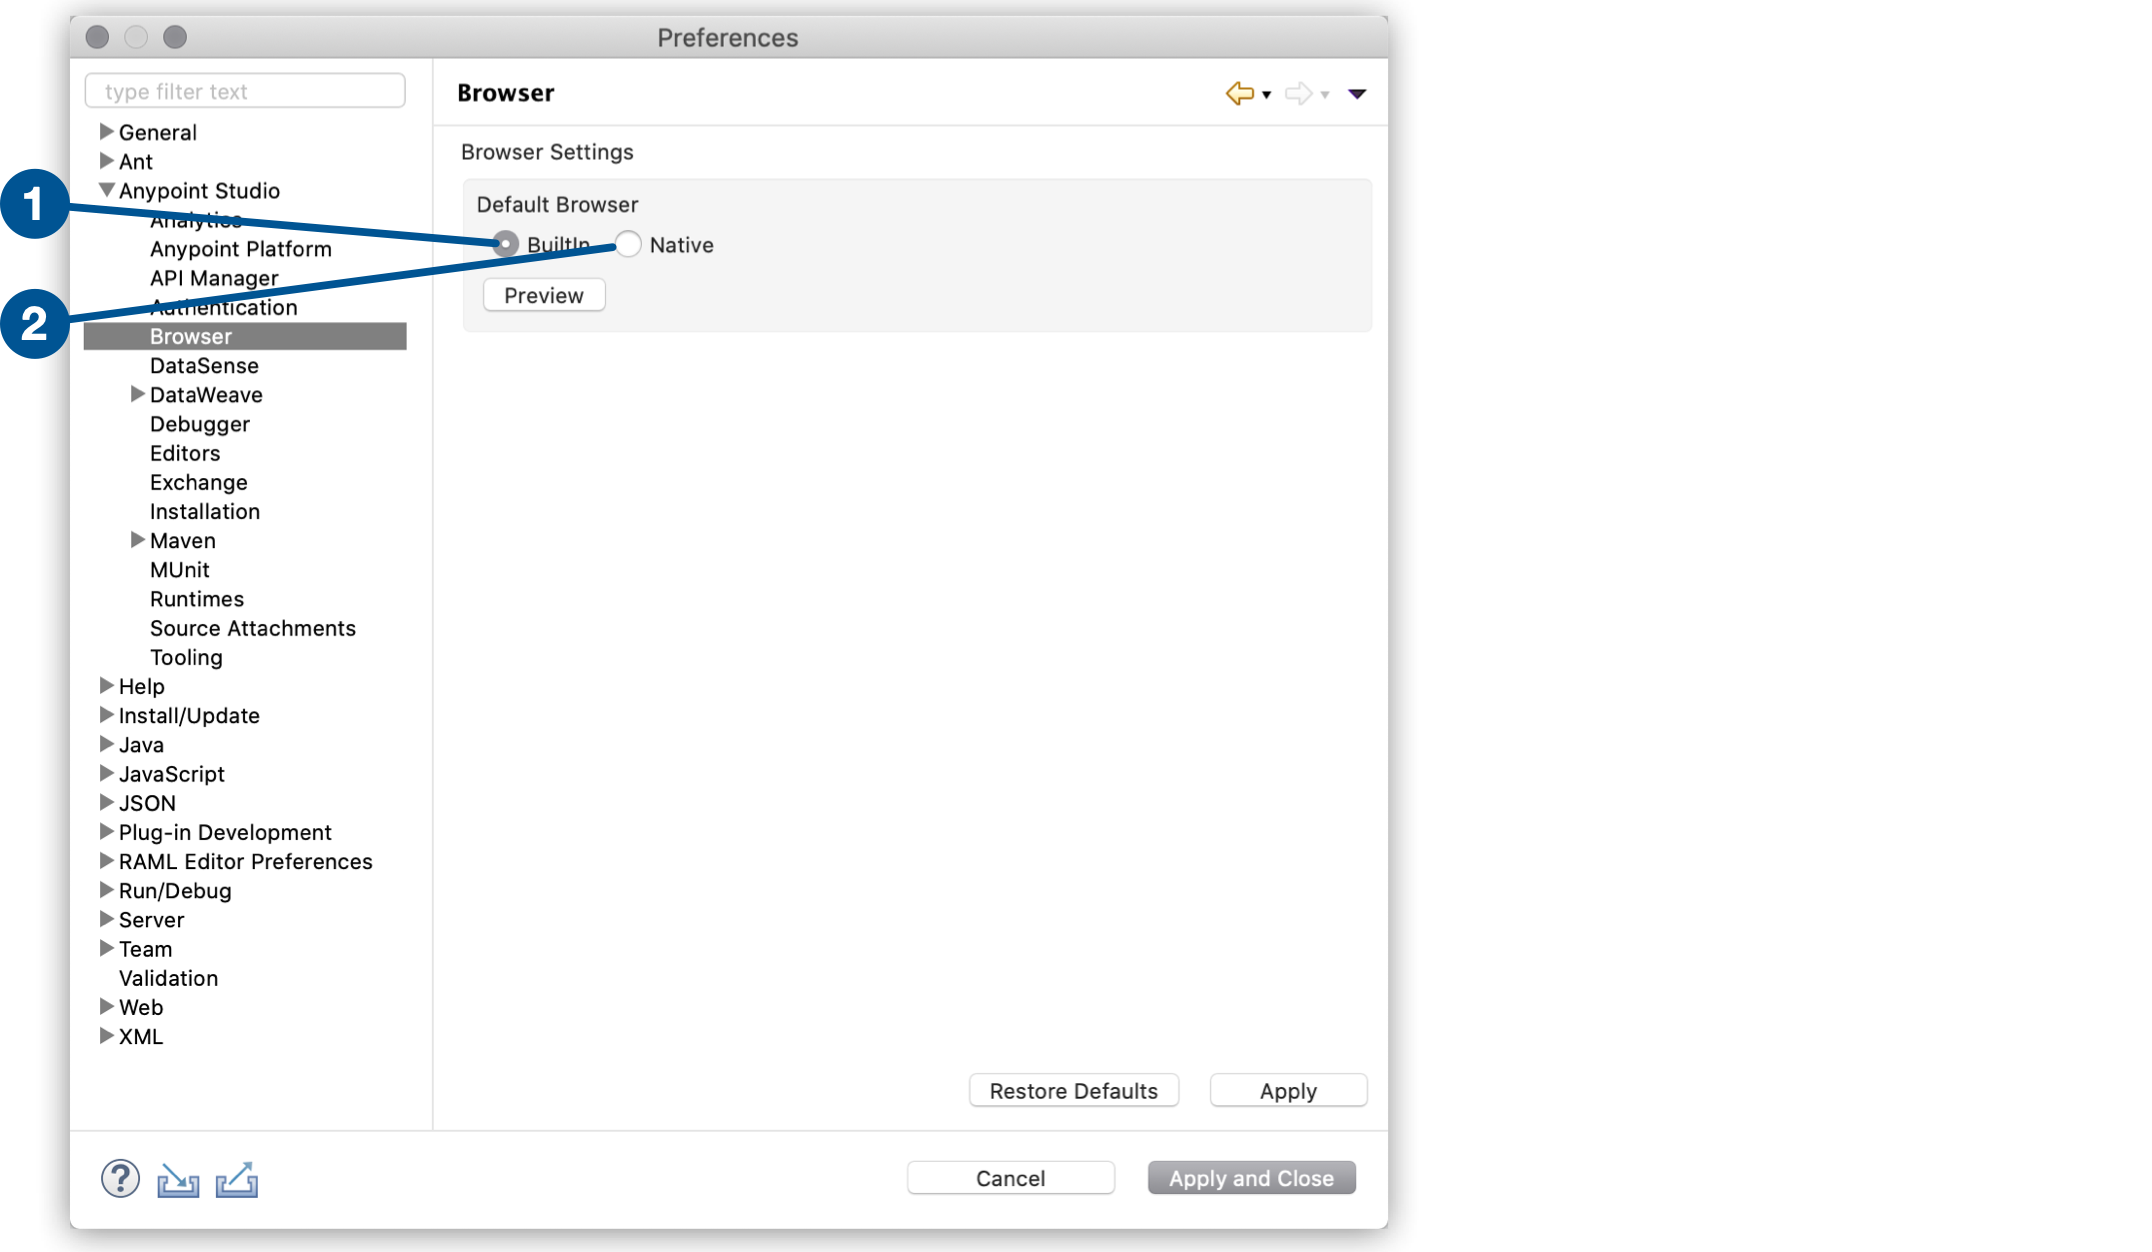 Preferences
type filter text
General
Ant
Anypoint Studio
Analytics
Anypoint Platform
API Manager
Authentication
Browser
DataSense
DataWeave
Debugger
Editors
Exchange
Installation
Maven
MUnit
Runtimes
Source Attachments
Tooling
Help
Install/Update
Java
JavaScript
JSON
Plug-in Development
RAML Editor Preferences
Run/Debug
Server
Team
Validation
Web
XML
1
2
Browser
Browser Settings
Default Browser
BuiltIn Native
Preview
Restore Defaults Apply
? Cancel Apply and Close